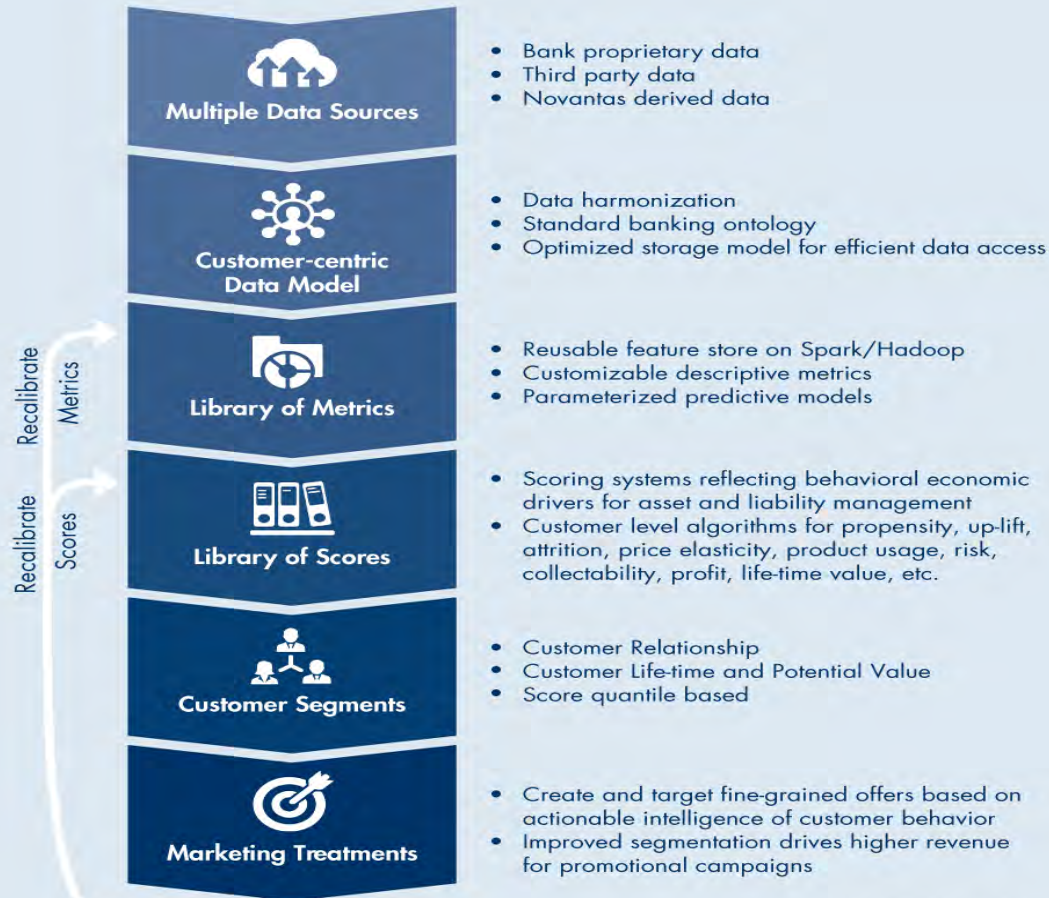 Multiple Data Sources
• Bank proprietary data
• Third party data
• Novantas derived data
Customer-centric
Data Model
• Data harmonization
• Standard banking ontology
• Optimized storage model for efficient data access
Recalibrate
Metrics
Library of Metrics
• Reusable feature store on Spark/Hadoop
• Customizable descriptive metrics
• Parameterized predictive models
Recalibrate
Scores
Library of Scores
• Scoring systems reflecting behavioral economic
drivers for asset and liability management
• Customer level algorithms for propensity, up-lift,
attrition, price elasticity, product usage, risk,
collectability, profit, life-time value, etc.
Customer Segments
• Customer Relationship
• Customer Life-time and Potential Value
• Score quantile based
Marketing Treatments
• Create and target fine-grained offers based on
actionable intelligence of customer behavior
• Improved segmentation drives higher revenue
for promotional campaigns